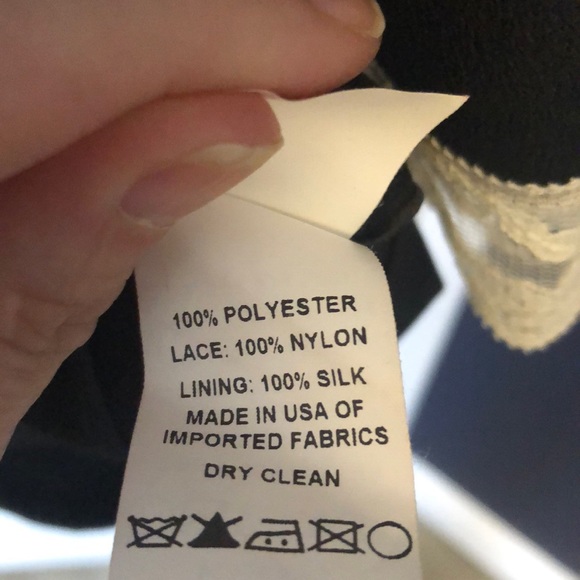 100% POLYESTER
LACE: 100% NYLON
LINING: 100% SILK
MADE IN USA OF
IMPORTED FABRICS
DRY CLEAN